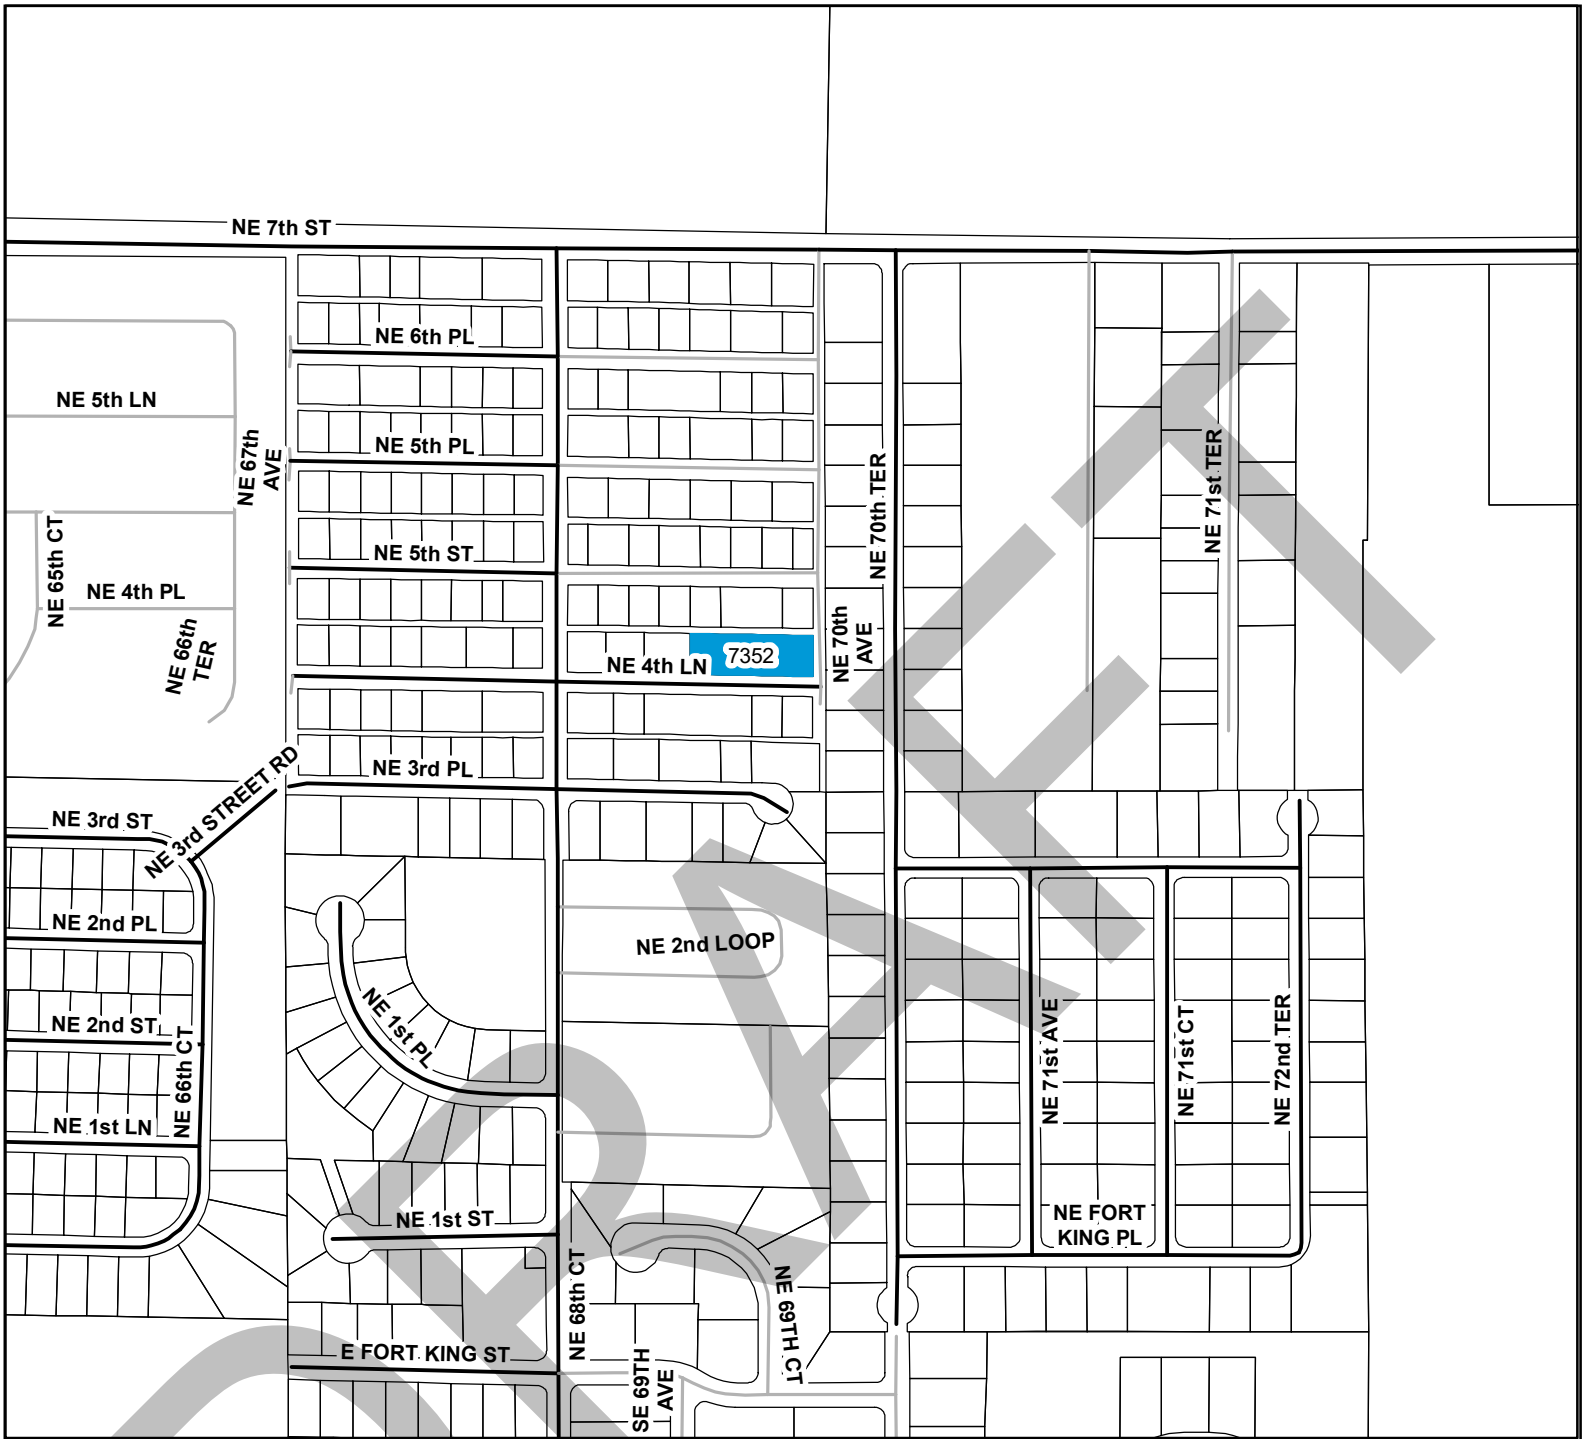 NE 7th ST
NE 6th PL
NE 5th LN
NE 5th PL
NE 67th
AVE
NE 70th TER
NE 71st TER
NE 65th CT
NE 5th ST
NE 4th PL
NE 66th
TER
NE 4th LN
7352
NE 70th
AVE
NE 3rd PL
NE 3rd STREET RD
NE 3rd ST
NE 2nd PL
NE 2nd LOOP
NE 2nd ST
NE 1st PL
NE 66th CT
NE 71st AVE
NE 71st CT
NE 72nd TER
NE 1st LN
NE 1st ST
NE FORT
KING PL
NE 68th CT
NE 69TH CT
E FORT KING ST
SE 69TH
AVE
DRAFT